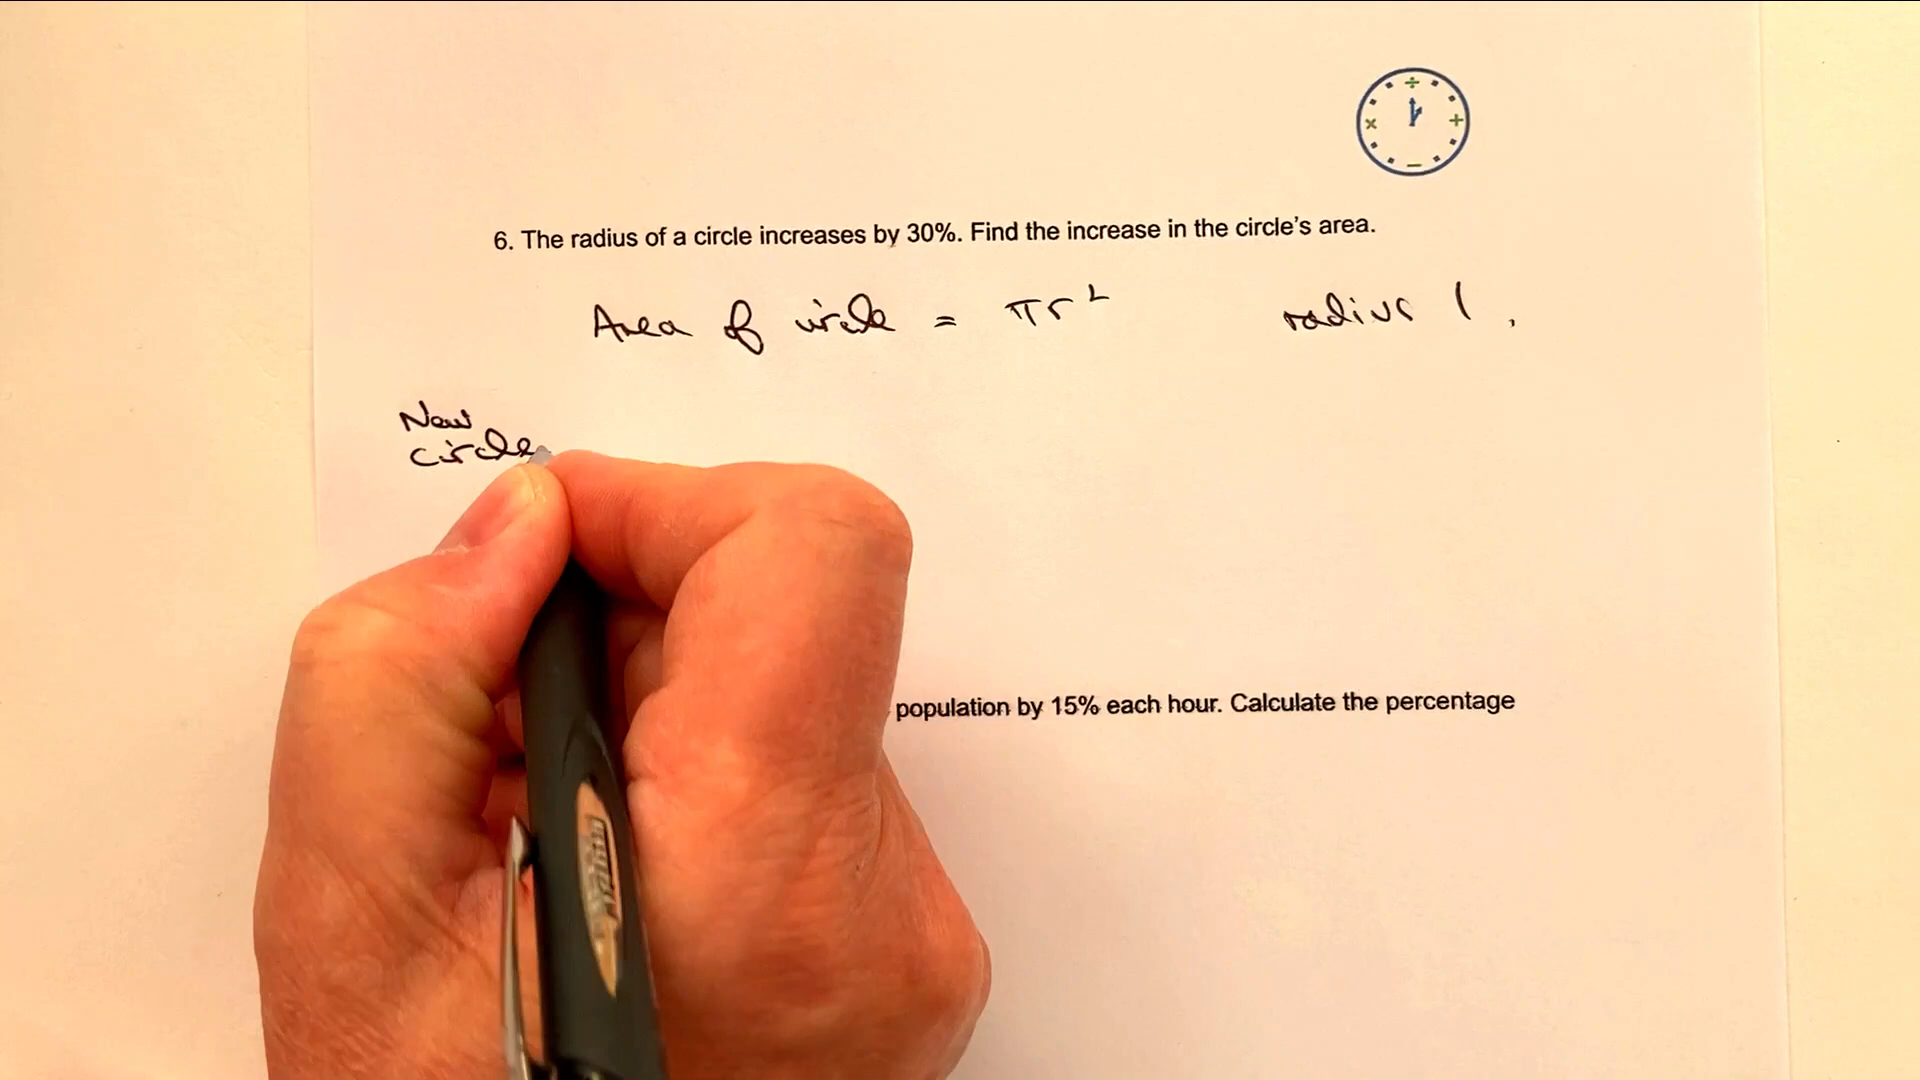 6. The radius of a circle increases by 30%. Find the increase in the circle's area.
Area of circle = πr² radius 1,
New
circle
population by 15% each hour. Calculate the percentage